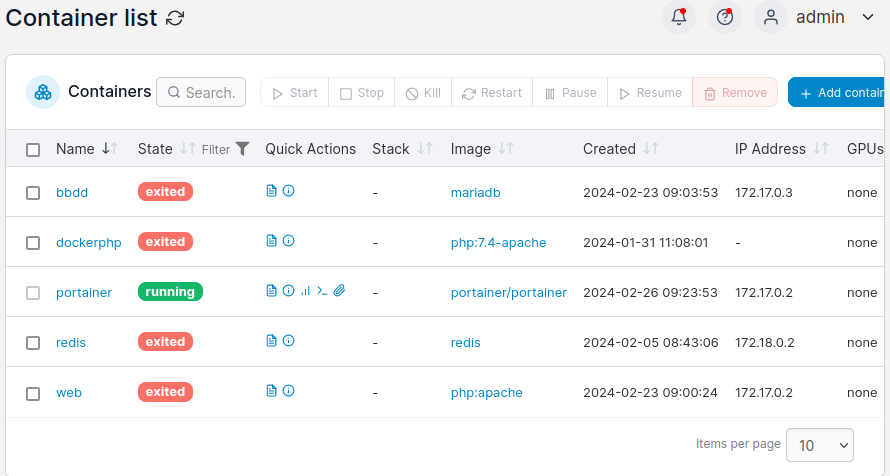 Container list admin
Containers Search. Start Stop Kill Restart Pause Resume Remove + Add contain
Name State Filter Quick Actions Stack Image Created IP Address GPUs
bbdd exited - mariadb 2024-02-23 09:03:53 172.17.0.3 none
dockerphp exited - php:7.4-apache 2024-01-31 11:08:01 - none
portainer running - portainer/portainer 2024-02-26 09:23:53 172.17.0.2 none
redis exited - redis 2024-02-05 08:43:06 172.18.0.2 none
web exited - php:apache 2024-02-23 09:00:24 172.17.0.2 none
Items per page 10